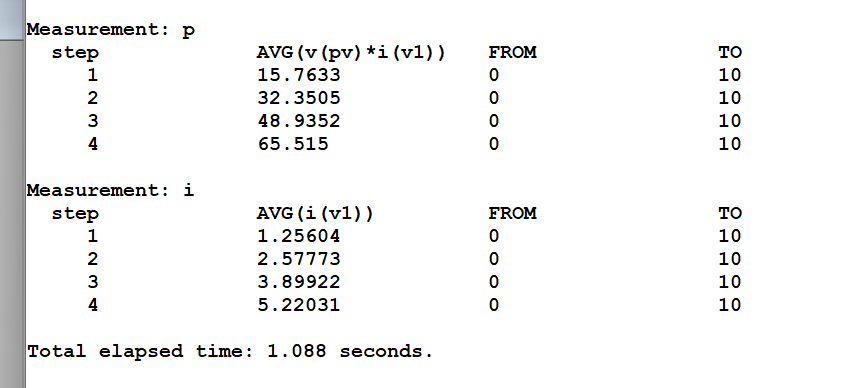 Measurement: p
step AVG(v(pv)*i(v1)) FROM TO
1 15.7633 0 10
2 32.3505 0 10
3 48.9352 0 10
4 65.515 0 10
Measurement: i
step AVG(i(v1)) FROM TO
1 1.25604 0 10
2 2.57773 0 10
3 3.89922 0 10
4 5.22031 0 10
Total elapsed time: 1.088 seconds.